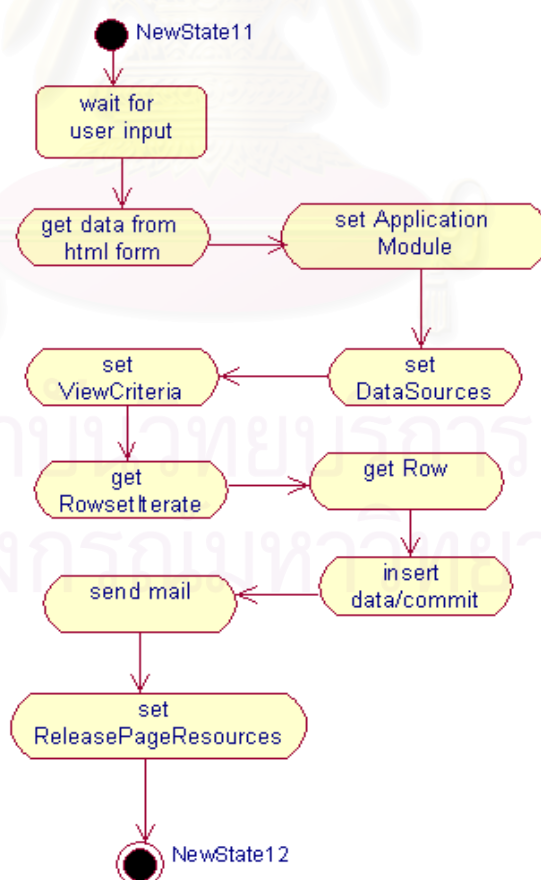 NewState11
wait for
user input
get data from
html form
set Application
Module
set
DataSources
set
ViewCriteria
get
RowsetIterate
get Row
insert
data/commit
send mail
set
ReleasePageResources
NewState12